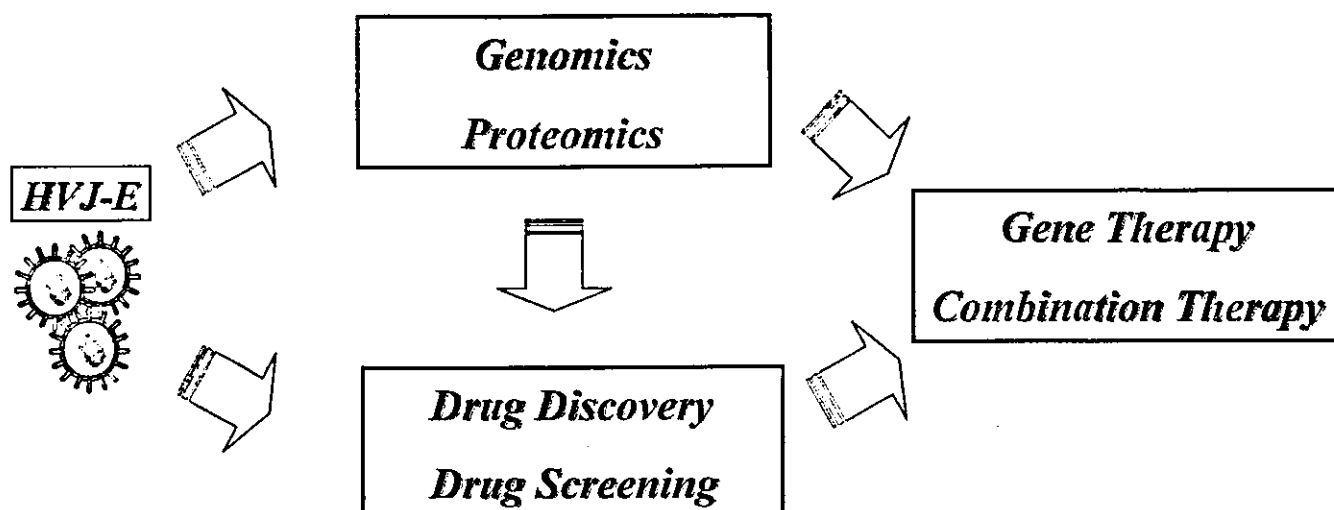 Genomics
Proteomics
HVJ-E
Gene Therapy
Combination Therapy
Drug Discovery
Drug Screening